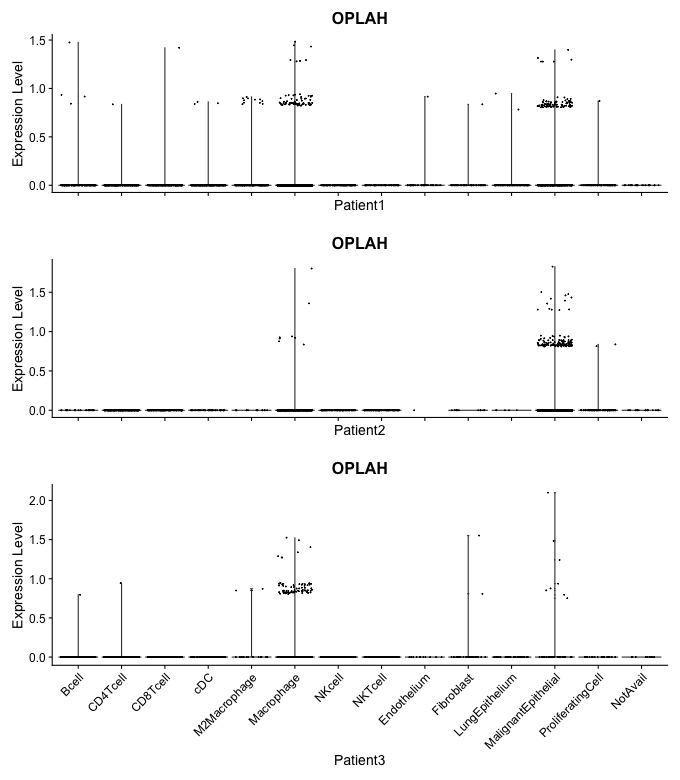 OPLAH
Expression Level
1.5
1.0
0.5
0.0
Patient1
OPLAH
Expression Level
1.5
1.0
0.5
0.0
Patient2
OPLAH
Expression Level
2.0
1.5
1.0
0.5
0.0
Bcell
CD4Tcell
CD8Tcell
cDC
M2Macrophage
Macrophage
NKcell
NKTcell
Endothelium
Fibroblast
LungEpithelium
MalignantEpithelial
ProliferatingCell
NotAvail
Patient3